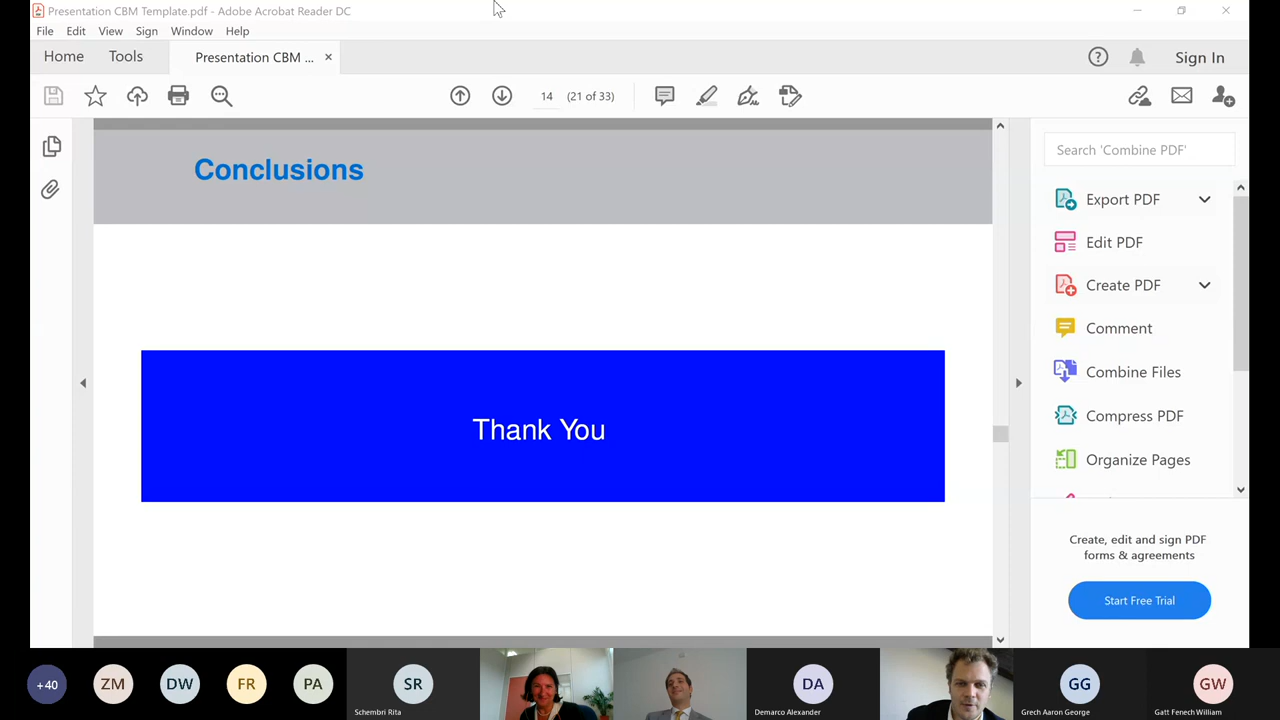 Presentation CBM Template.pdf - Adobe Acrobat Reader DC
File Edit View Sign Window Help
Home Tools Presentation CBM ... × Sign In
14 (21 of 33)
Search 'Combine PDF'
Conclusions
Thank You
Export PDF
Edit PDF
Create PDF
Comment
Combine Files
Compress PDF
Organize Pages
Create, edit and sign PDF
forms & agreements
Start Free Trial
+40 ZM DW FR PA SR DA GG GW
Schembri Rita Demarco Alexander Grech Aaron George Gatt Fenech William